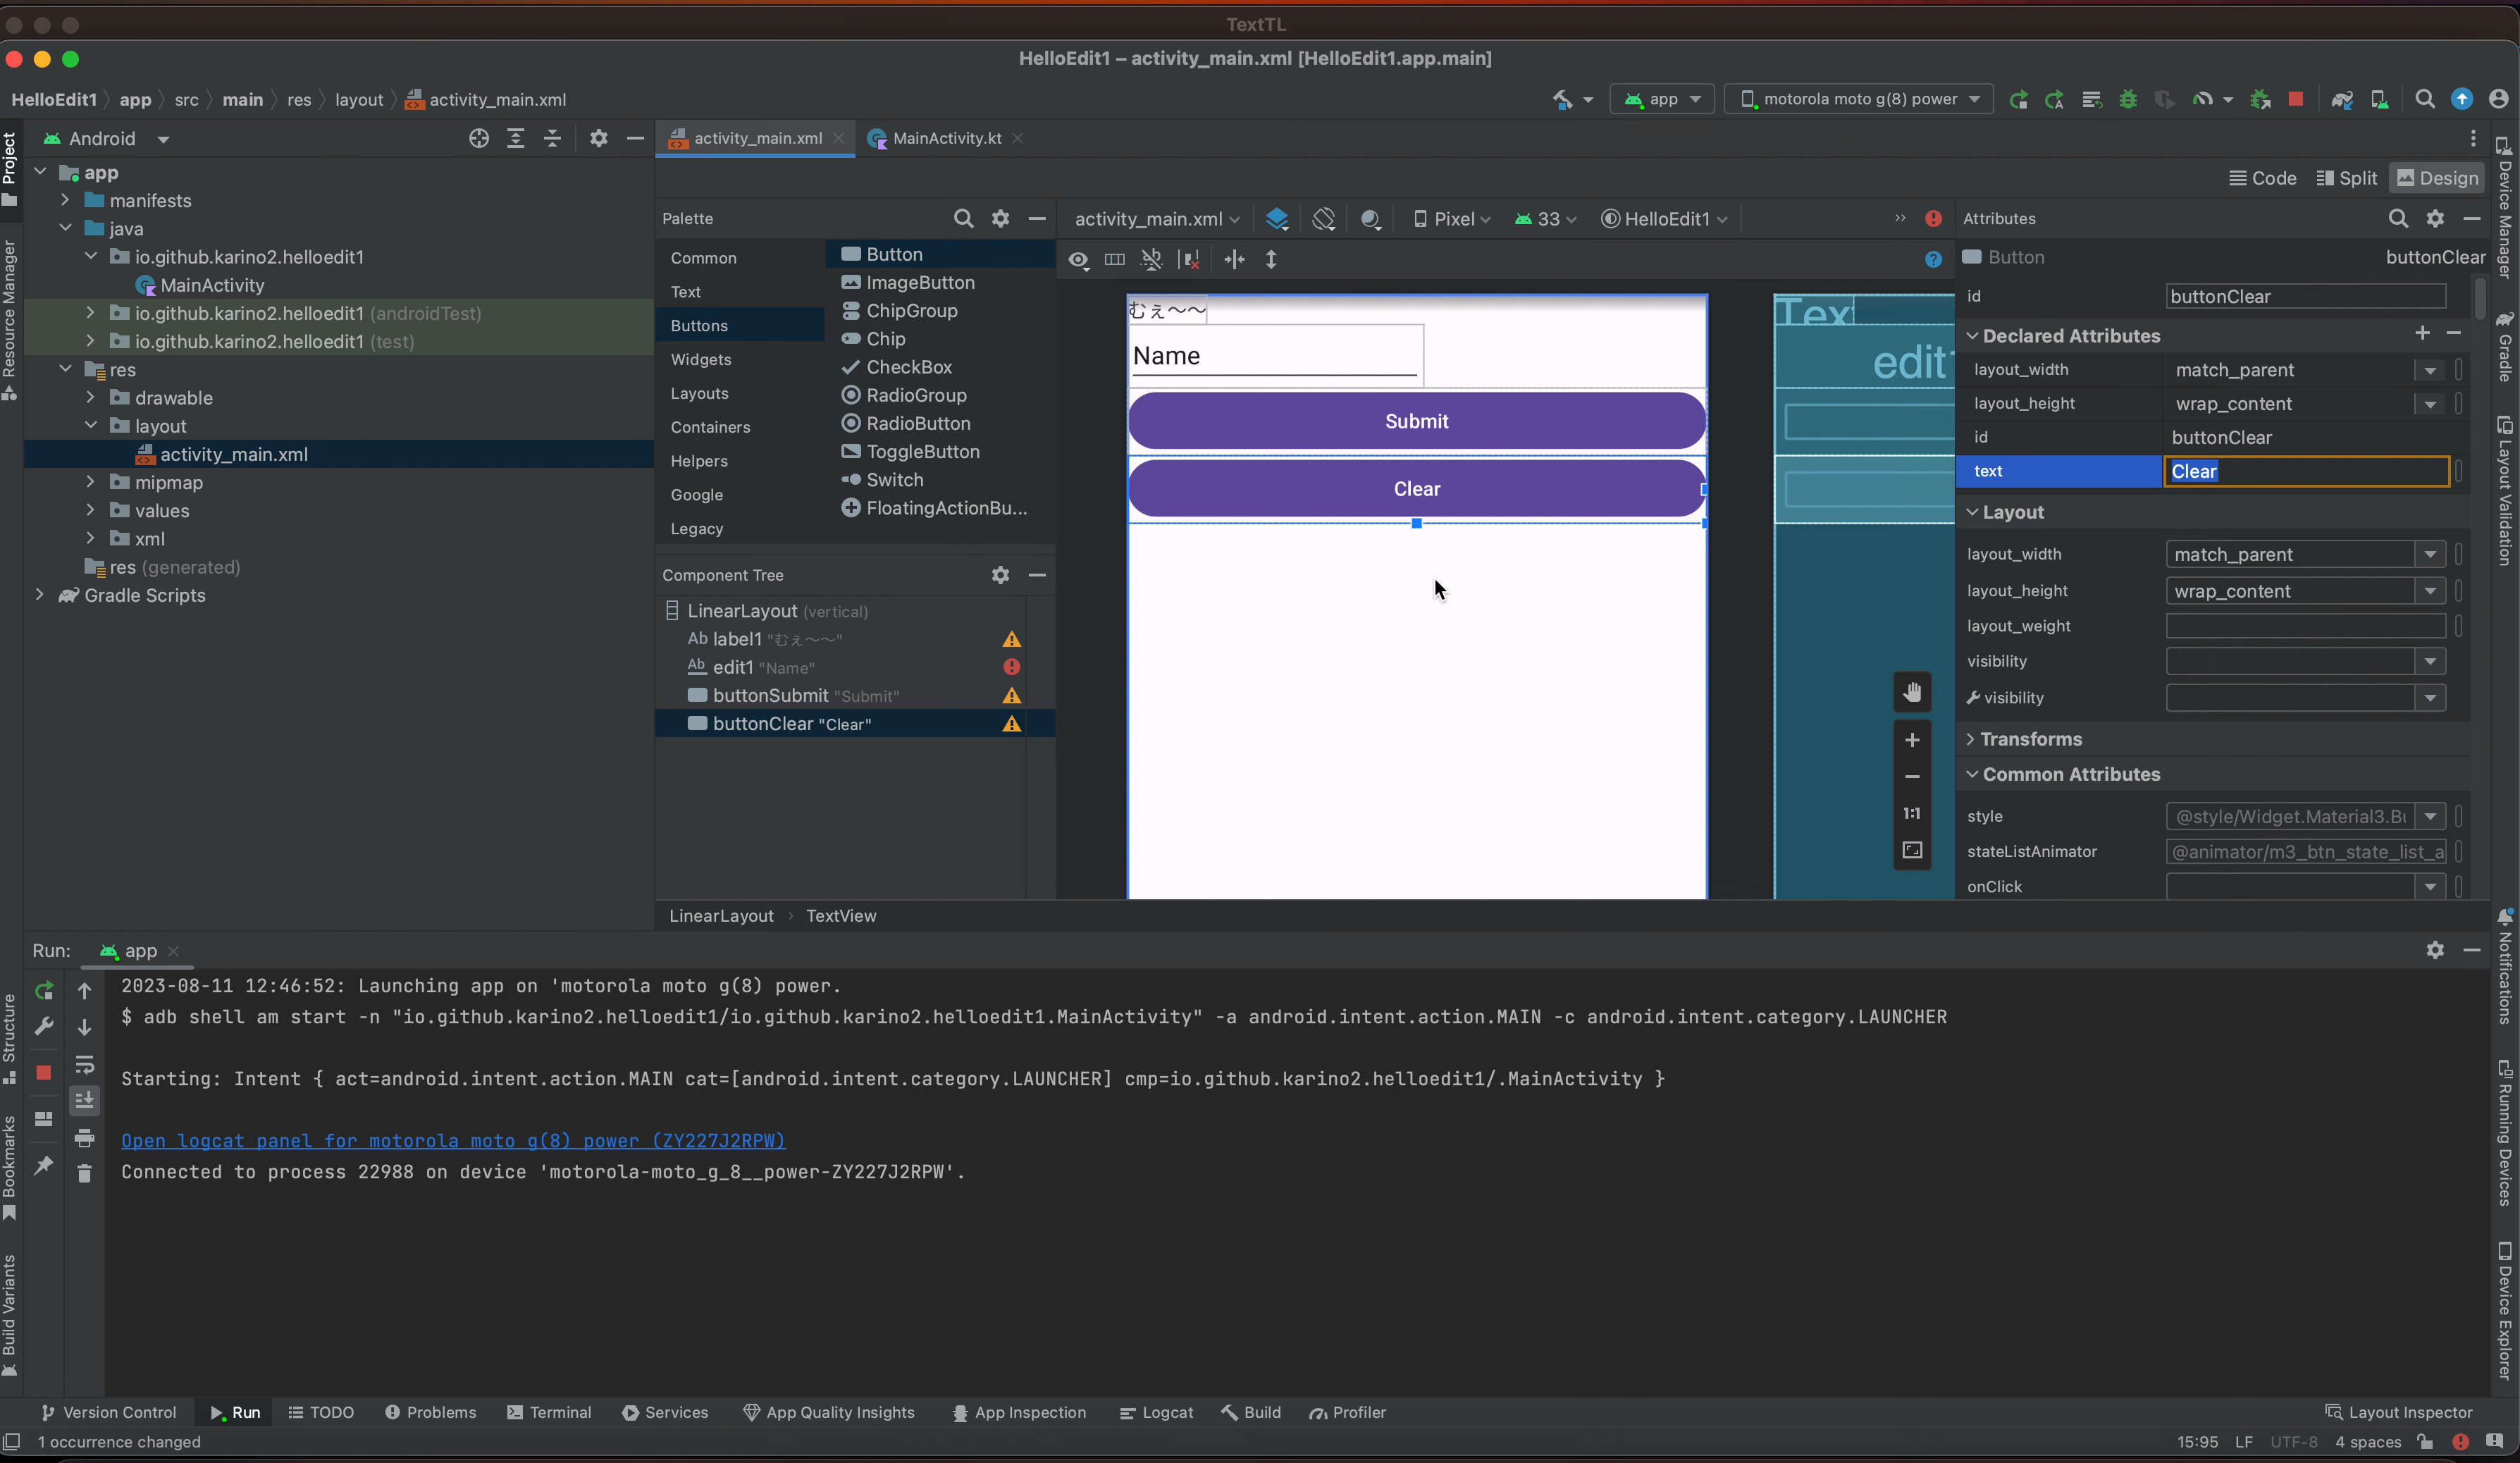 TextTL
HelloEdit1 – activity_main.xml [HelloEdit1.app.main]
HelloEdit1 app src main res layout activity_main.xml
app
motorola moto g(8) power
Project
Resource Manager
Structure
Bookmarks
Build Variants
Android
app
manifests
java
io.github.karino2.helloedit1
MainActivity
io.github.karino2.helloedit1 (androidTest)
io.github.karino2.helloedit1 (test)
res
drawable
layout
activity_main.xml
mipmap
values
xml
res (generated)
Gradle Scripts
activity_main.xml
MainActivity.kt
Code
Split
Design
Palette
Common
Text
Buttons
Widgets
Layouts
Containers
Helpers
Google
Legacy
Button
ImageButton
ChipGroup
Chip
CheckBox
RadioGroup
RadioButton
ToggleButton
Switch
FloatingActionBu...
Component Tree
LinearLayout (vertical)
Ab label1 "むぇ〜〜"
Ab edit1 "Name"
buttonSubmit "Submit"
buttonClear "Clear"
activity_main.xml
Pixel
33
HelloEdit1
むぇ〜〜
Name
Submit
Clear
Tex
edit
1:1
LinearLayout › TextView
Attributes
Button buttonClear
id buttonClear
Declared Attributes
layout_width match_parent
layout_height wrap_content
id buttonClear
text Clear
Layout
layout_width match_parent
layout_height wrap_content
layout_weight
visibility
visibility
Transforms
Common Attributes
style @style/Widget.Material3.Bu
stateListAnimator @animator/m3_btn_state_list_a
onClick
Device Manager
Gradle
Layout Validation
Notifications
Running Devices
Device Explorer
Run: app
2023-08-11 12:46:52: Launching app on 'motorola moto g(8) power.
$ adb shell am start -n "io.github.karino2.helloedit1/io.github.karino2.helloedit1.MainActivity" -a android.intent.action.MAIN -c android.intent.category.LAUNCHER
Starting: Intent { act=android.intent.action.MAIN cat=[android.intent.category.LAUNCHER] cmp=io.github.karino2.helloedit1/.MainActivity }
Open logcat panel for motorola moto g(8) power (ZY227J2RPW)
Connected to process 22988 on device 'motorola-moto_g_8__power-ZY227J2RPW'.
Version Control
Run
TODO
Problems
Terminal
Services
App Quality Insights
App Inspection
Logcat
Build
Profiler
Layout Inspector
1 occurrence changed
15:95 LF UTF-8 4 spaces